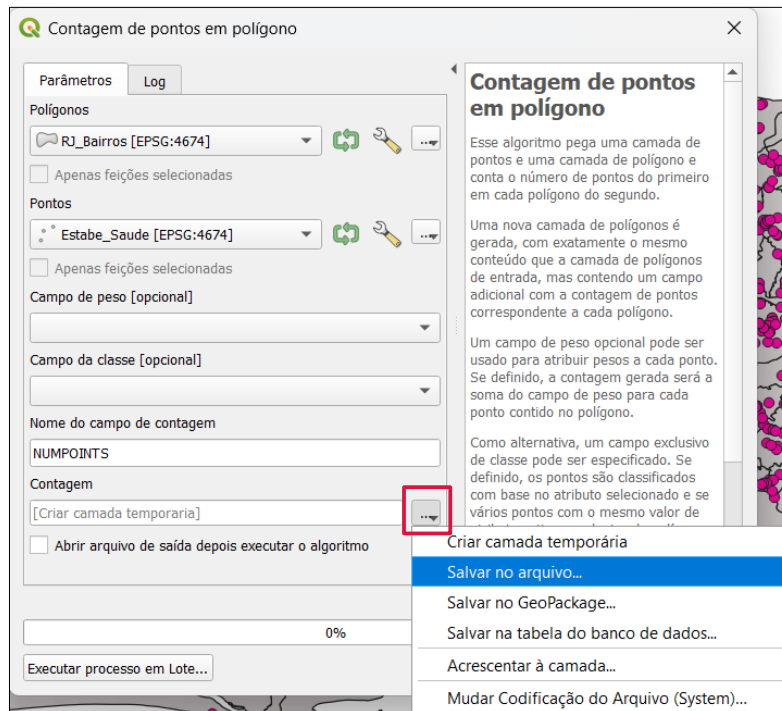 Contagem de pontos em polígono
Parâmetros
Log
Polígonos
RJ_Bairros [EPSG:4674]
Apenas feições selecionadas
Pontos
Estabe_Saude [EPSG:4674]
Apenas feições selecionadas
Campo de peso [opcional]
Campo da classe [opcional]
Nome do campo de contagem
NUMPOINTS
Contagem
[Criar camada temporaria]
Abrir arquivo de saída depois executar o algoritmo
0%
Executar processo em Lote...
Contagem de pontos
em polígono
Esse algoritmo pega uma camada de
pontos e uma camada de polígono e
conta o número de pontos do primeiro
em cada polígono do segundo.
Uma nova camada de polígonos é
gerada, com exatamente o mesmo
conteúdo que a camada de polígonos
de entrada, mas contendo um campo
adicional com a contagem de pontos
correspondente a cada polígono.
Um campo de peso opcional pode ser
usado para atribuir pesos a cada ponto.
Se definido, a contagem gerada será a
soma do campo de peso para cada
ponto contido no polígono.
Como alternativa, um campo exclusivo
de classe pode ser especificado. Se
definido, os pontos são classificados
com base no atributo selecionado e se
vários pontos com o mesmo valor de
Criar camada temporária
Salvar no arquivo...
Salvar no GeoPackage...
Salvar na tabela do banco de dados...
Acrescentar à camada...
Mudar Codificação do Arquivo (System)...